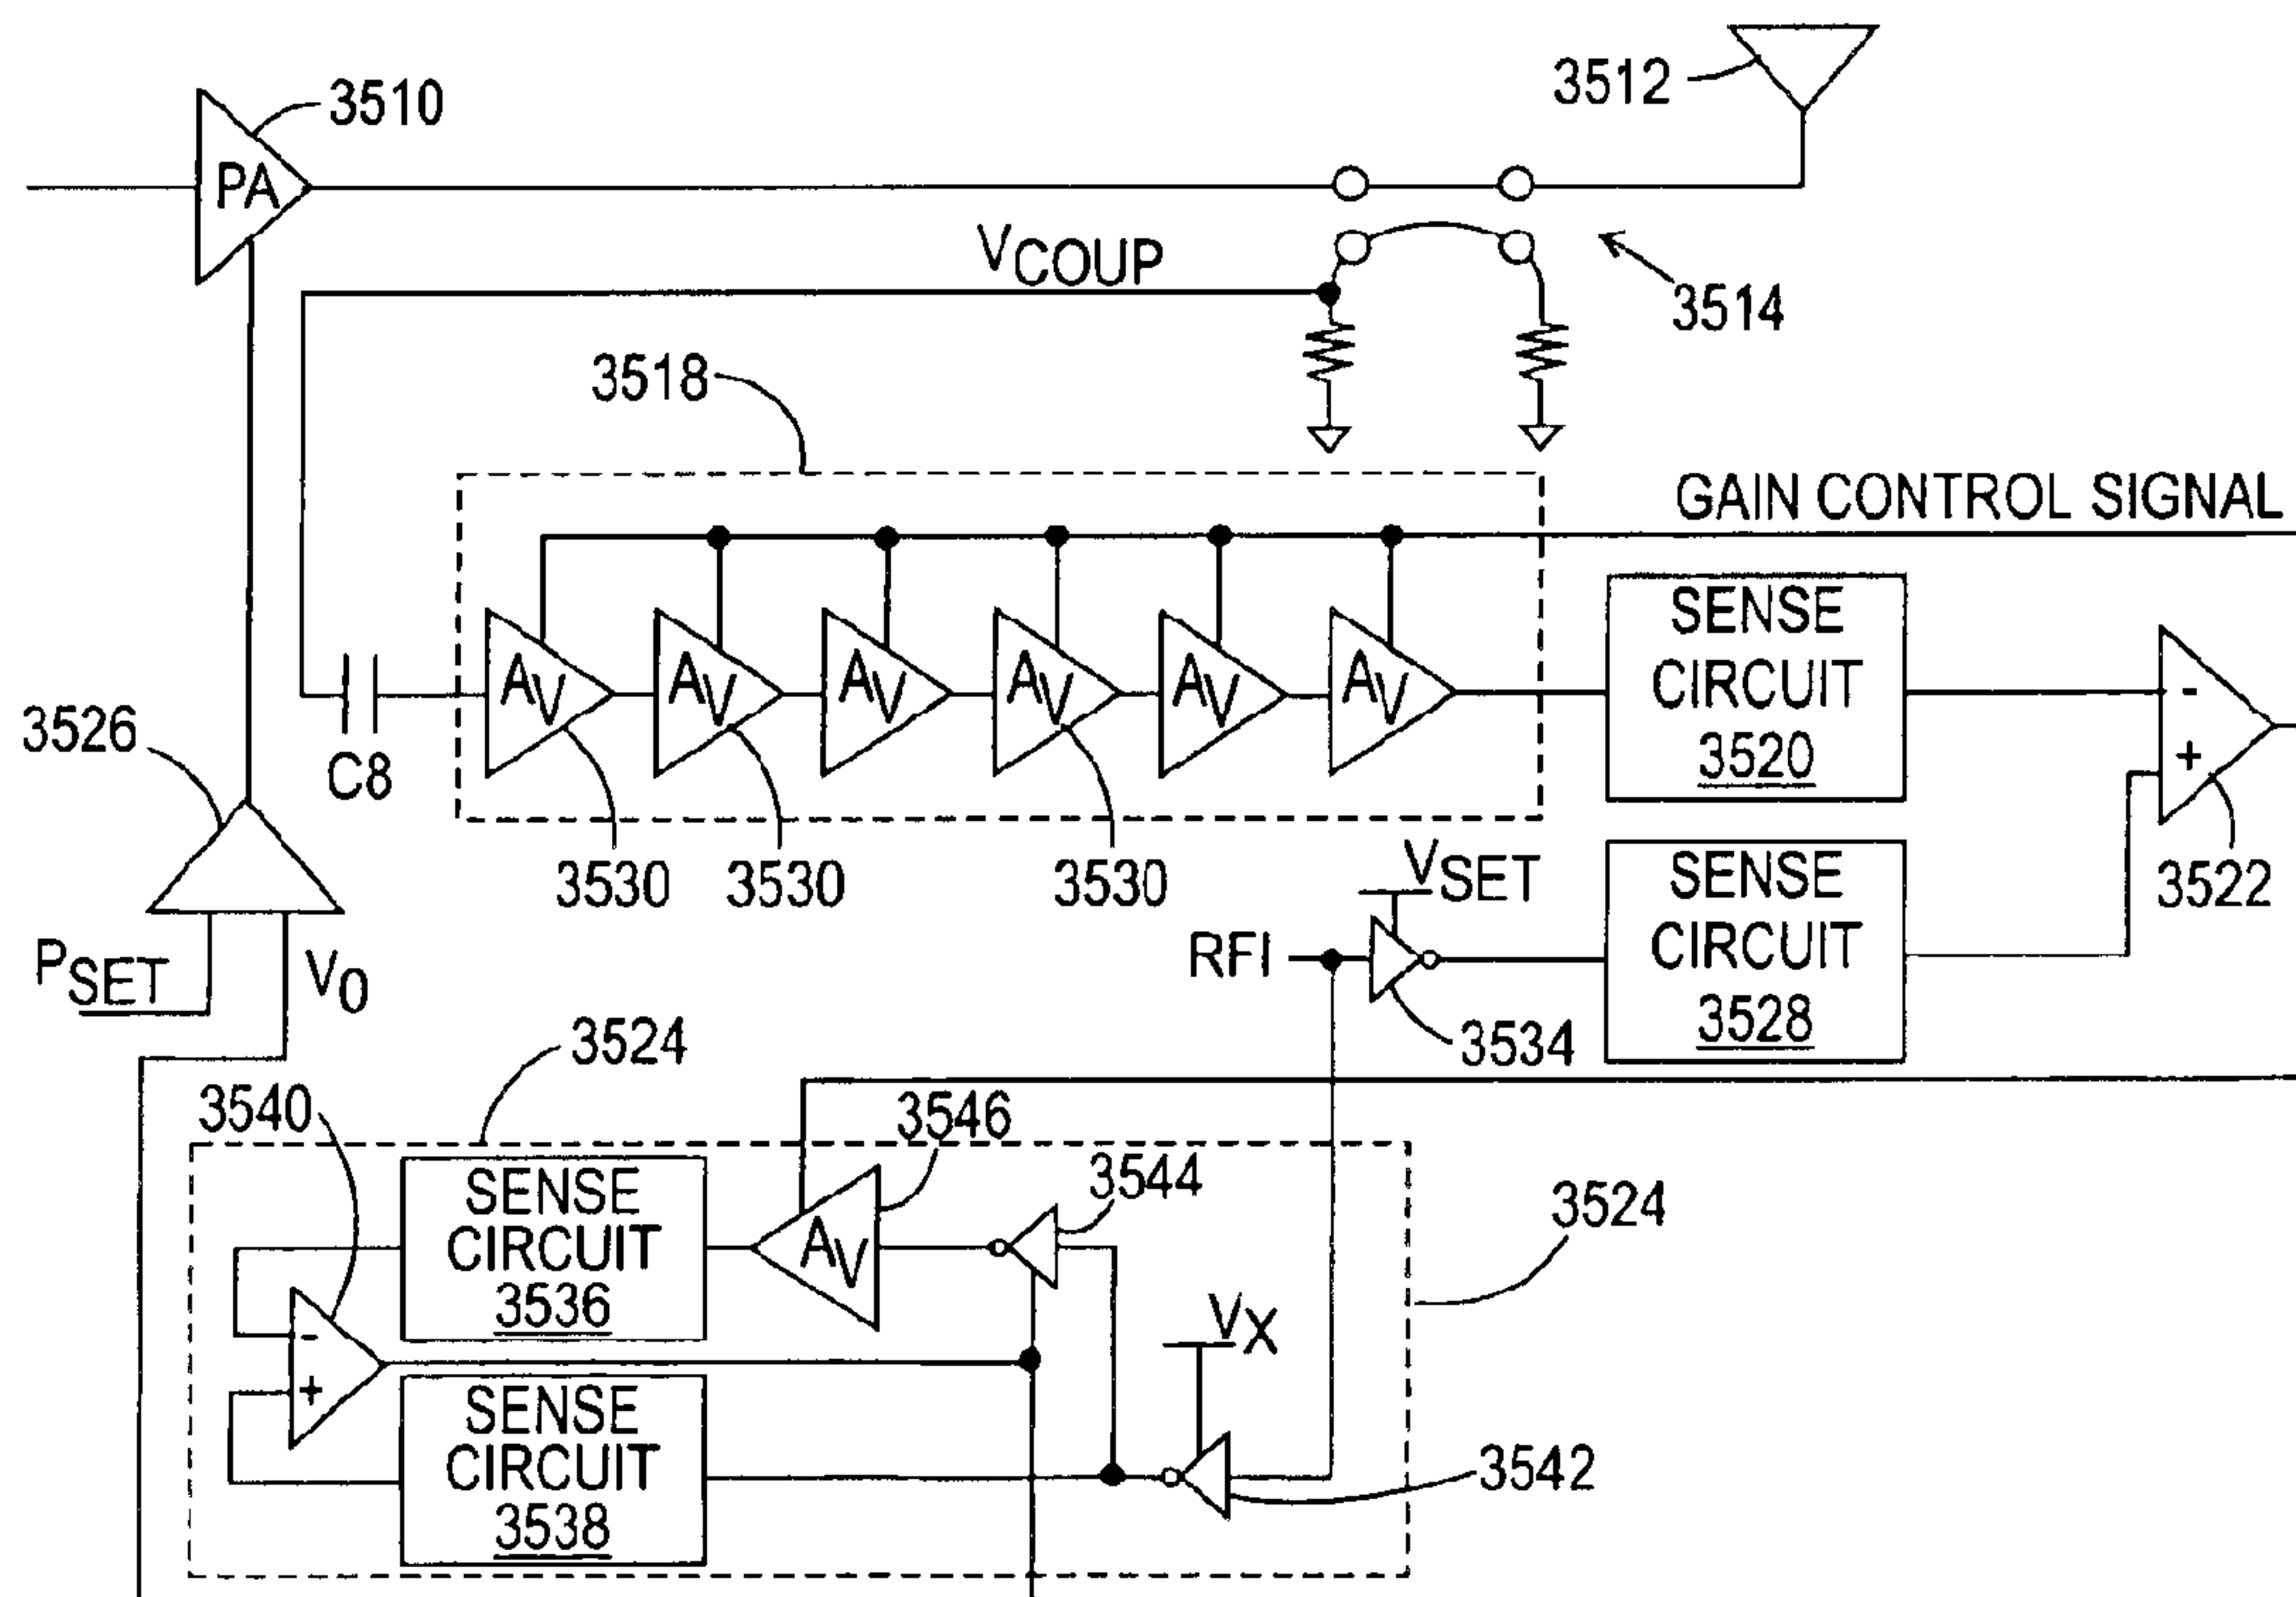 3510
3512
PA
VCOUP
3514
3518
GAIN CONTROL SIGNAL
AV
AV
AV
AV
AV
AV
SENSE
CIRCUIT
3520
-
+
3526
C8
3530
3530
3530
VSET
SENSE
CIRCUIT
3528
3522
RFI
3534
PSET
V0
3524
3540
3546
3544
SENSE
CIRCUIT
3536
AV
3524
-
+
VX
SENSE
CIRCUIT
3538
3542